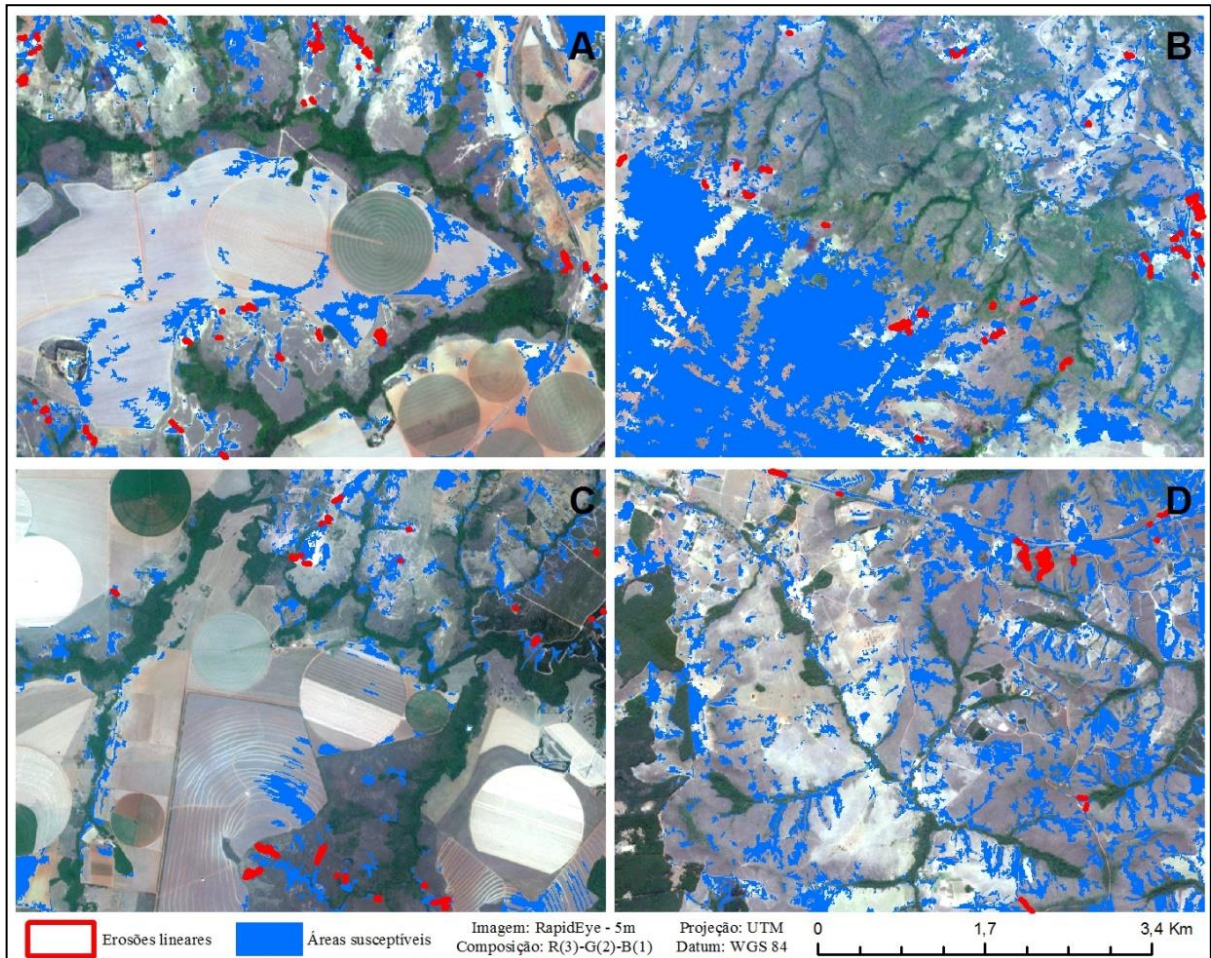 A
B
C
D
Erosões lineares
Áreas susceptíveis
Imagem: RapidEye - 5m
Composição: R(3)-G(2)-B(1)
Projeção: UTM
Datum: WGS 84
0 1,7 3,4 Km